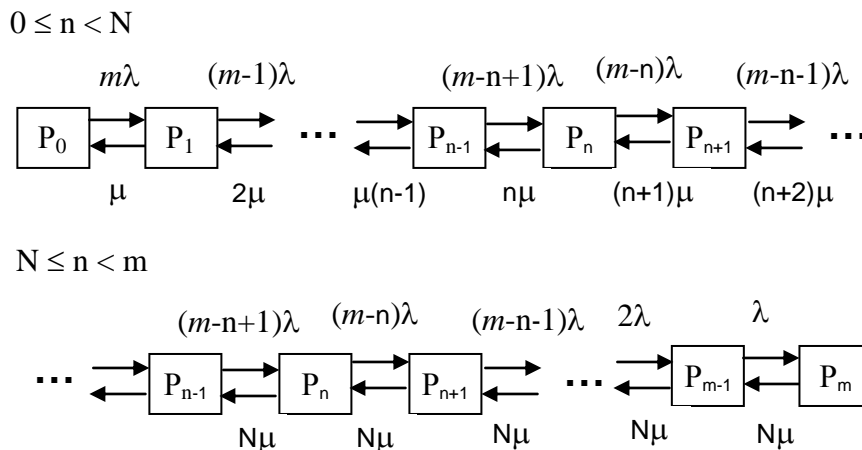 0 ≤ n < N
mλ (m-1)λ (m-n+1)λ (m-n)λ (m-n-1)λ
P0 P1 ... Pn-1 Pn Pn+1 ...
μ 2μ μ(n-1) nμ (n+1)μ (n+2)μ
N ≤ n < m
(m-n+1)λ (m-n)λ (m-n-1)λ 2λ λ
... Pn-1 Pn Pn+1 ... Pm-1 Pm
Nμ Nμ Nμ Nμ Nμ